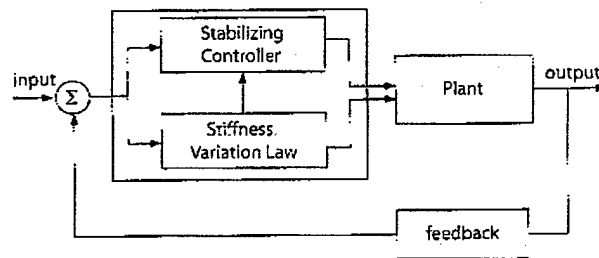 input
Σ
Stabilizing
Controller
Stiffness
Variation Law
Plant
output
feedback